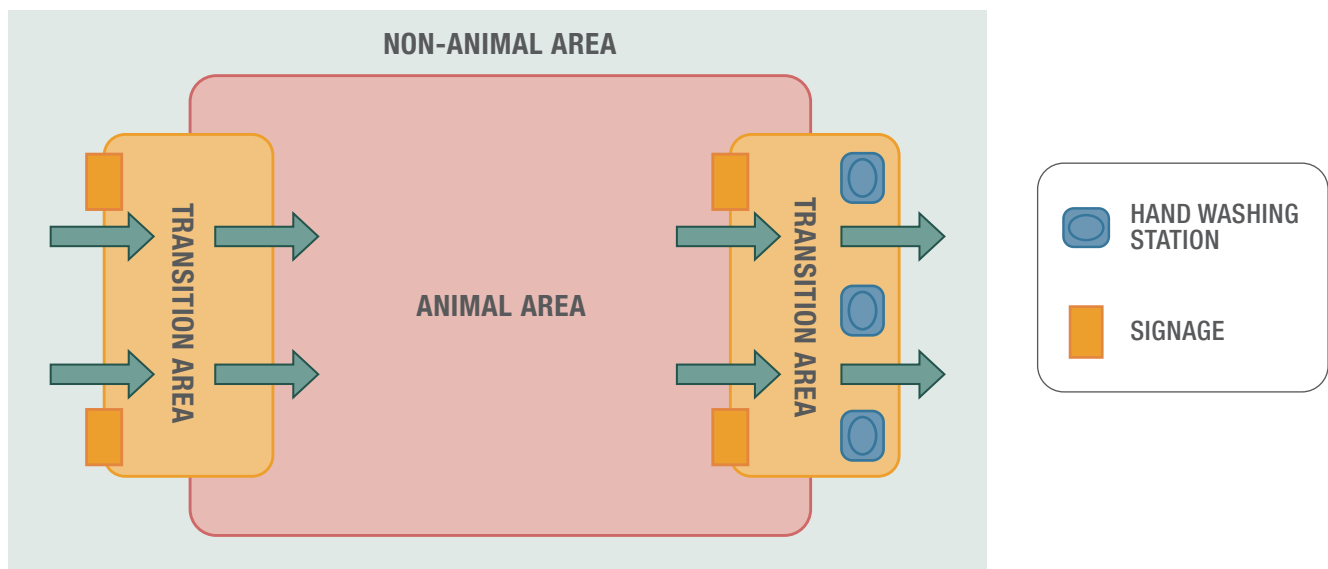 NON-ANIMAL AREA
TRANSITION AREA
ANIMAL AREA
TRANSITION AREA
HAND WASHING
STATION
SIGNAGE